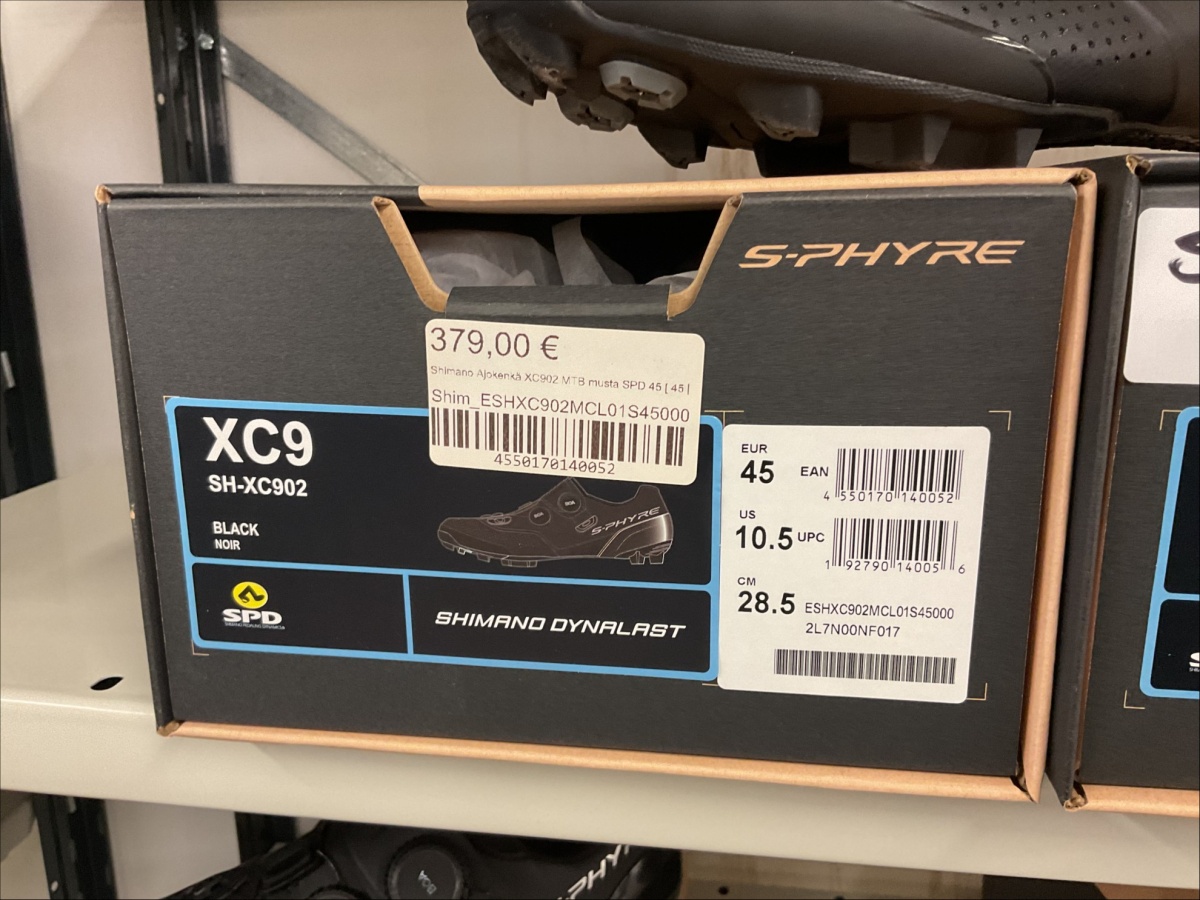 S-PHYRE
379,00 €
Shimano Ajokenkä XC902 MTB musta SPD 45 [ 45 ]
Shim_ESHXC902MCL01S45000
4550170140052
XC9
SH-XC902
BLACK
NOIR
S-PHYRE
SPD
SHIMANO DYNALAST
EUR
45
EAN
4 550170 140052
US
10.5
UPC
1 92790 14005 6
CM
28.5
ESHXC902MCL01S45000
2L7N00NF017
BOA